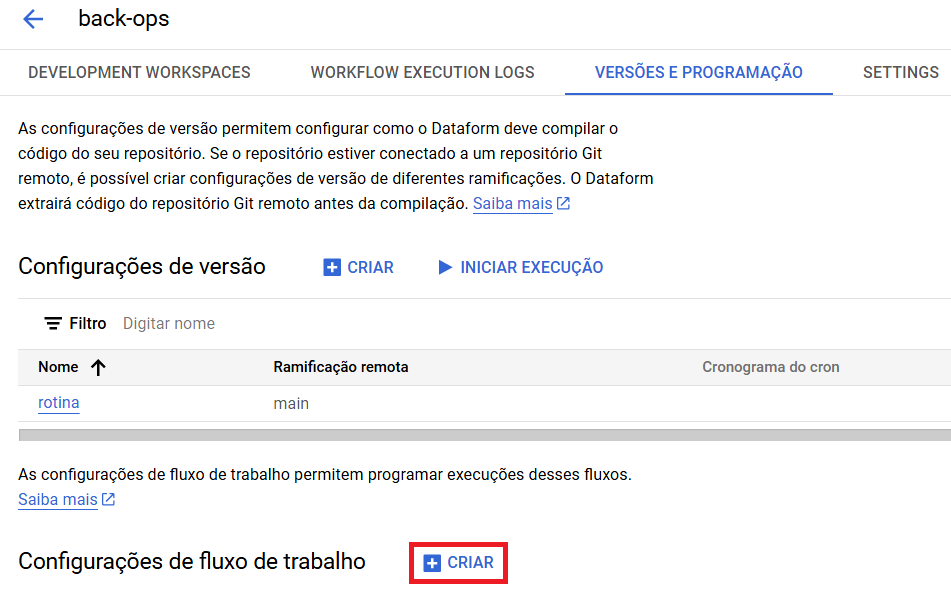 back-ops
DEVELOPMENT WORKSPACES WORKFLOW EXECUTION LOGS VERSÕES E PROGRAMAÇÃO SETTINGS
As configurações de versão permitem configurar como o Dataform deve compilar o
código do seu repositório. Se o repositório estiver conectado a um repositório Git
remoto, é possível criar configurações de versão de diferentes ramificações. O Dataform
extrairá código do repositório Git remoto antes da compilação. Saiba mais
Configurações de versão CRIAR INICIAR EXECUÇÃO
Filtro Digitar nome
Nome Ramificação remota Cronograma do cron
rotina main
As configurações de fluxo de trabalho permitem programar execuções desses fluxos.
Saiba mais
Configurações de fluxo de trabalho CRIAR